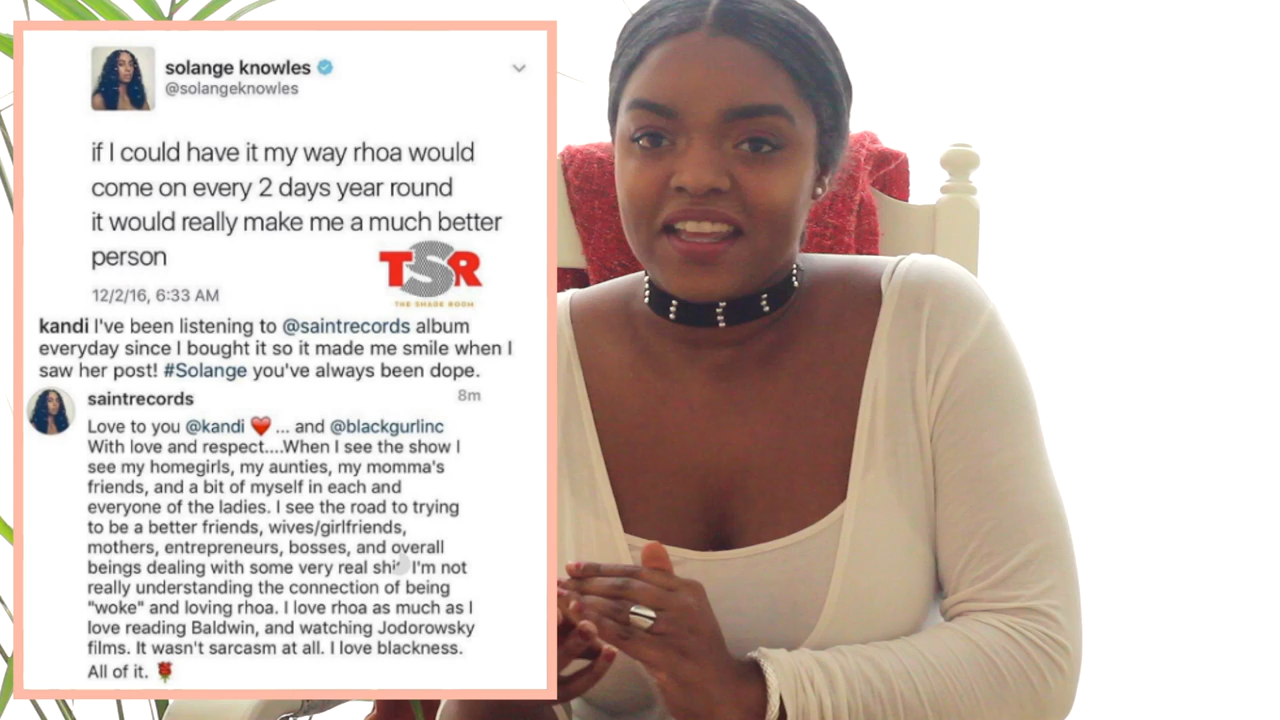 solange knowles
@solangeknowles
if I could have it my way rhoa would
come on every 2 days year round
it would really make me a much better
person
TSR
THE SHADE ROOM
12/2/16, 6:33 AM
kandi I've been listening to @saintrecords album
everyday since I bought it so it made me smile when I
saw her post! #Solange you've always been dope.
saintrecords 8m
Love to you @kandi ❤️ ... and @blackgurlinc
With love and respect....When I see the show I
see my homegirls, my aunties, my momma's
friends, and a bit of myself in each and
everyone of the ladies. I see the road to trying
to be a better friends, wives/girlfriends,
mothers, entrepreneurs, bosses, and overall
beings dealing with some very real shi I'm not
really understanding the connection of being
"woke" and loving rhoa. I love rhoa as much as I
love reading Baldwin, and watching Jodorowsky
films. It wasn't sarcasm at all. I love blackness.
All of it. 🌹